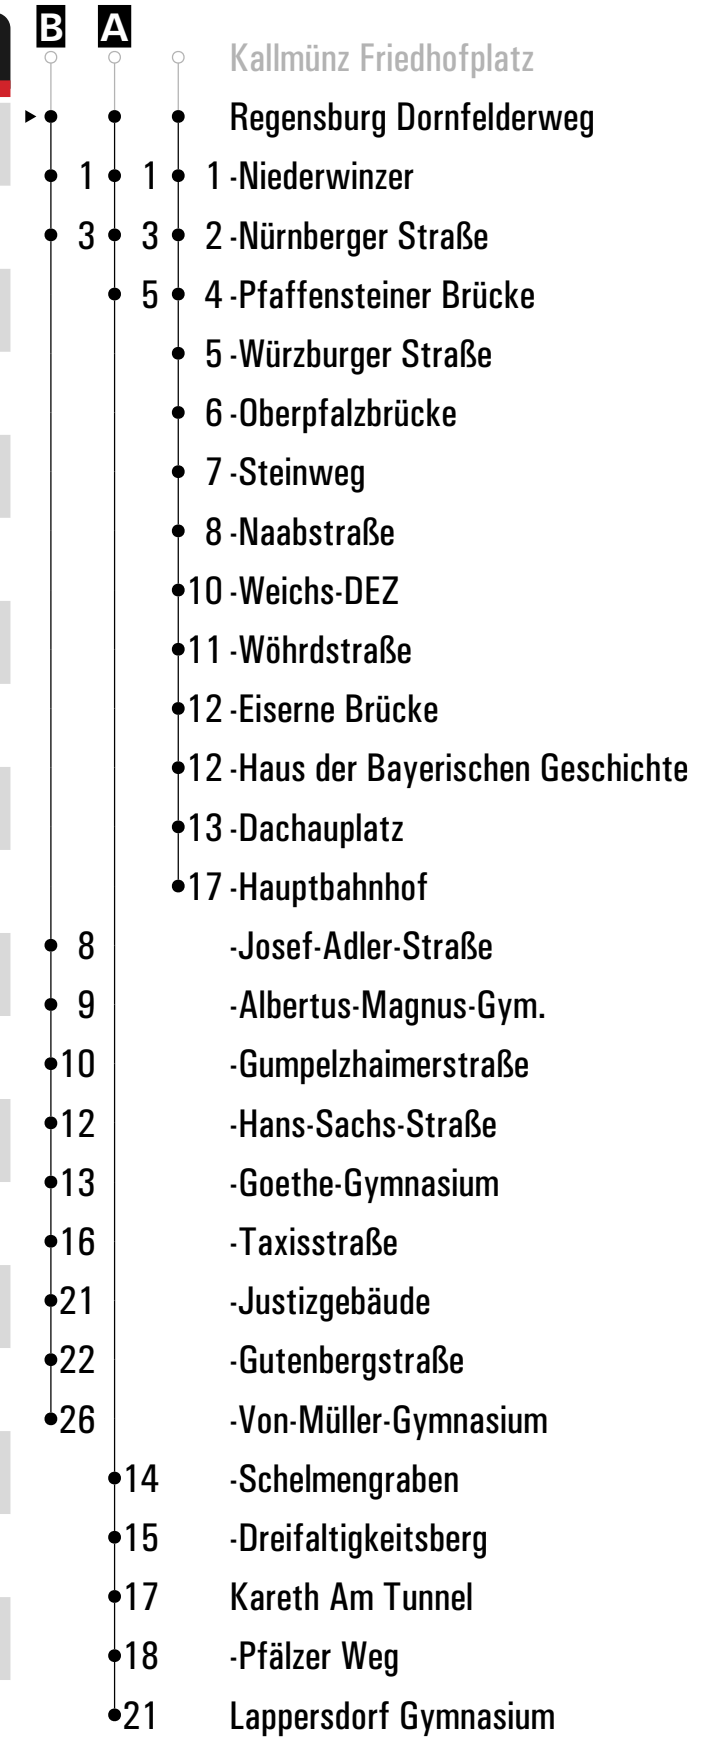 B A
Kallmünz Friedhofplatz
Regensburg Dornfelderweg
1 1 1 -Niederwinzer
3 3 2 -Nürnberger Straße
5 4 -Pfaffensteiner Brücke
5 -Würzburger Straße
6 -Oberpfalzbrücke
7 -Steinweg
8 -Naabstraße
10 -Weichs-DEZ
11 -Wöhrdstraße
12 -Eiserne Brücke
12 -Haus der Bayerischen Geschichte
13 -Dachauplatz
17 -Hauptbahnhof
8 -Josef-Adler-Straße
9 -Albertus-Magnus-Gym.
10 -Gumpelzhaimerstraße
12 -Hans-Sachs-Straße
13 -Goethe-Gymnasium
16 -Taxisstraße
21 -Justizgebäude
22 -Gutenbergstraße
26 -Von-Müller-Gymnasium
14 -Schelmengraben
15 -Dreifaltigkeitsberg
17 Kareth Am Tunnel
18 -Pfälzer Weg
21 Lappersdorf Gymnasium